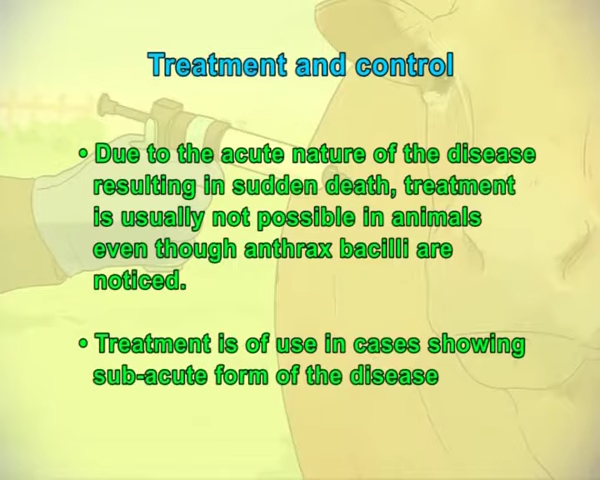 Treatment and control
• Due to the acute nature of the disease
resulting in sudden death, treatment
is usually not possible in animals
even though anthrax bacilli are
noticed.
• Treatment is of use in cases showing
sub-acute form of the disease